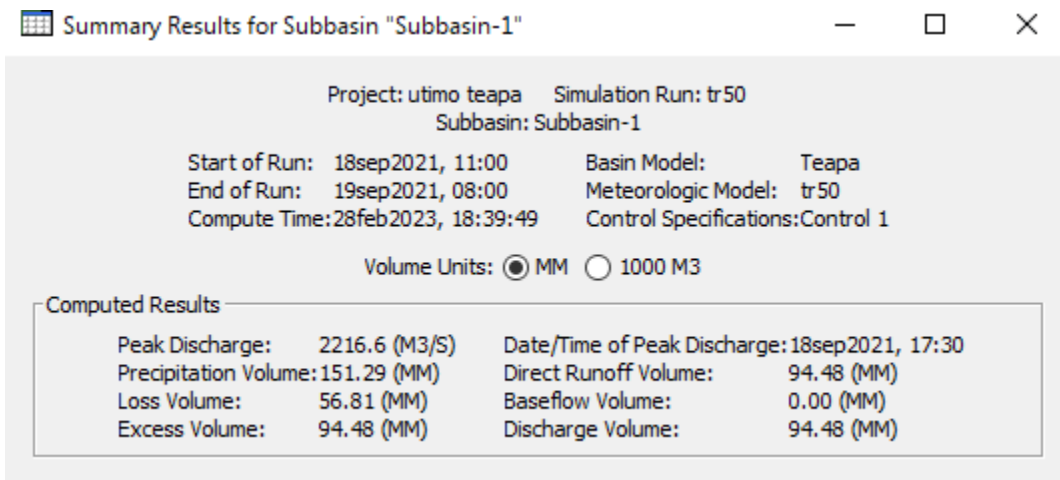 Summary Results for Subbasin "Subbasin-1"
Project: utimo teapa Simulation Run: tr50
Subbasin: Subbasin-1
Start of Run: 18sep2021, 11:00 Basin Model: Teapa
End of Run: 19sep2021, 08:00 Meteorologic Model: tr50
Compute Time:28feb2023, 18:39:49 Control Specifications:Control 1
Volume Units: MM 1000 M3
Computed Results
Peak Discharge: 2216.6 (M3/S) Date/Time of Peak Discharge:18sep2021, 17:30
Precipitation Volume:151.29 (MM) Direct Runoff Volume: 94.48 (MM)
Loss Volume: 56.81 (MM) Baseflow Volume: 0.00 (MM)
Excess Volume: 94.48 (MM) Discharge Volume: 94.48 (MM)